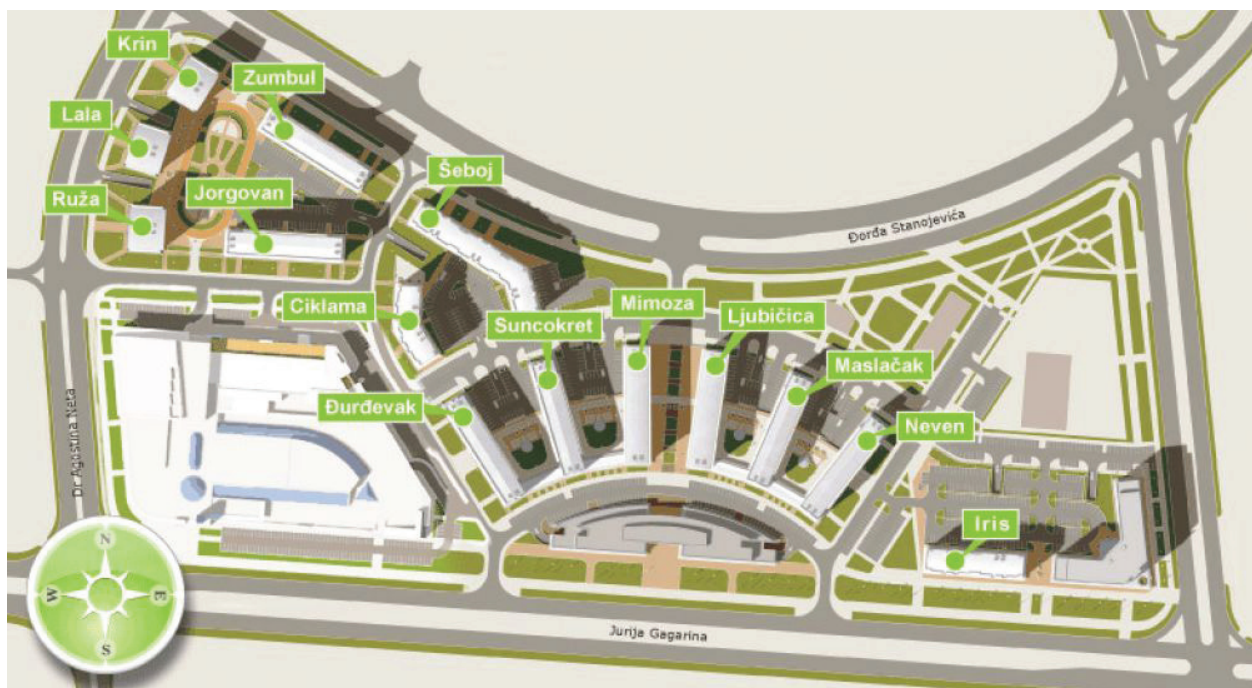 Krin
Zumbul
Lala
Šeboj
Ruža
Jorgovan
Đorđa Stanojevića
Ciklama
Suncokret
Mimoza
Ljubičica
Maslačak
Đurđevak
Neven
Dr Agostina Neta
Iris
N
W
E
S
Jurija Gagarina